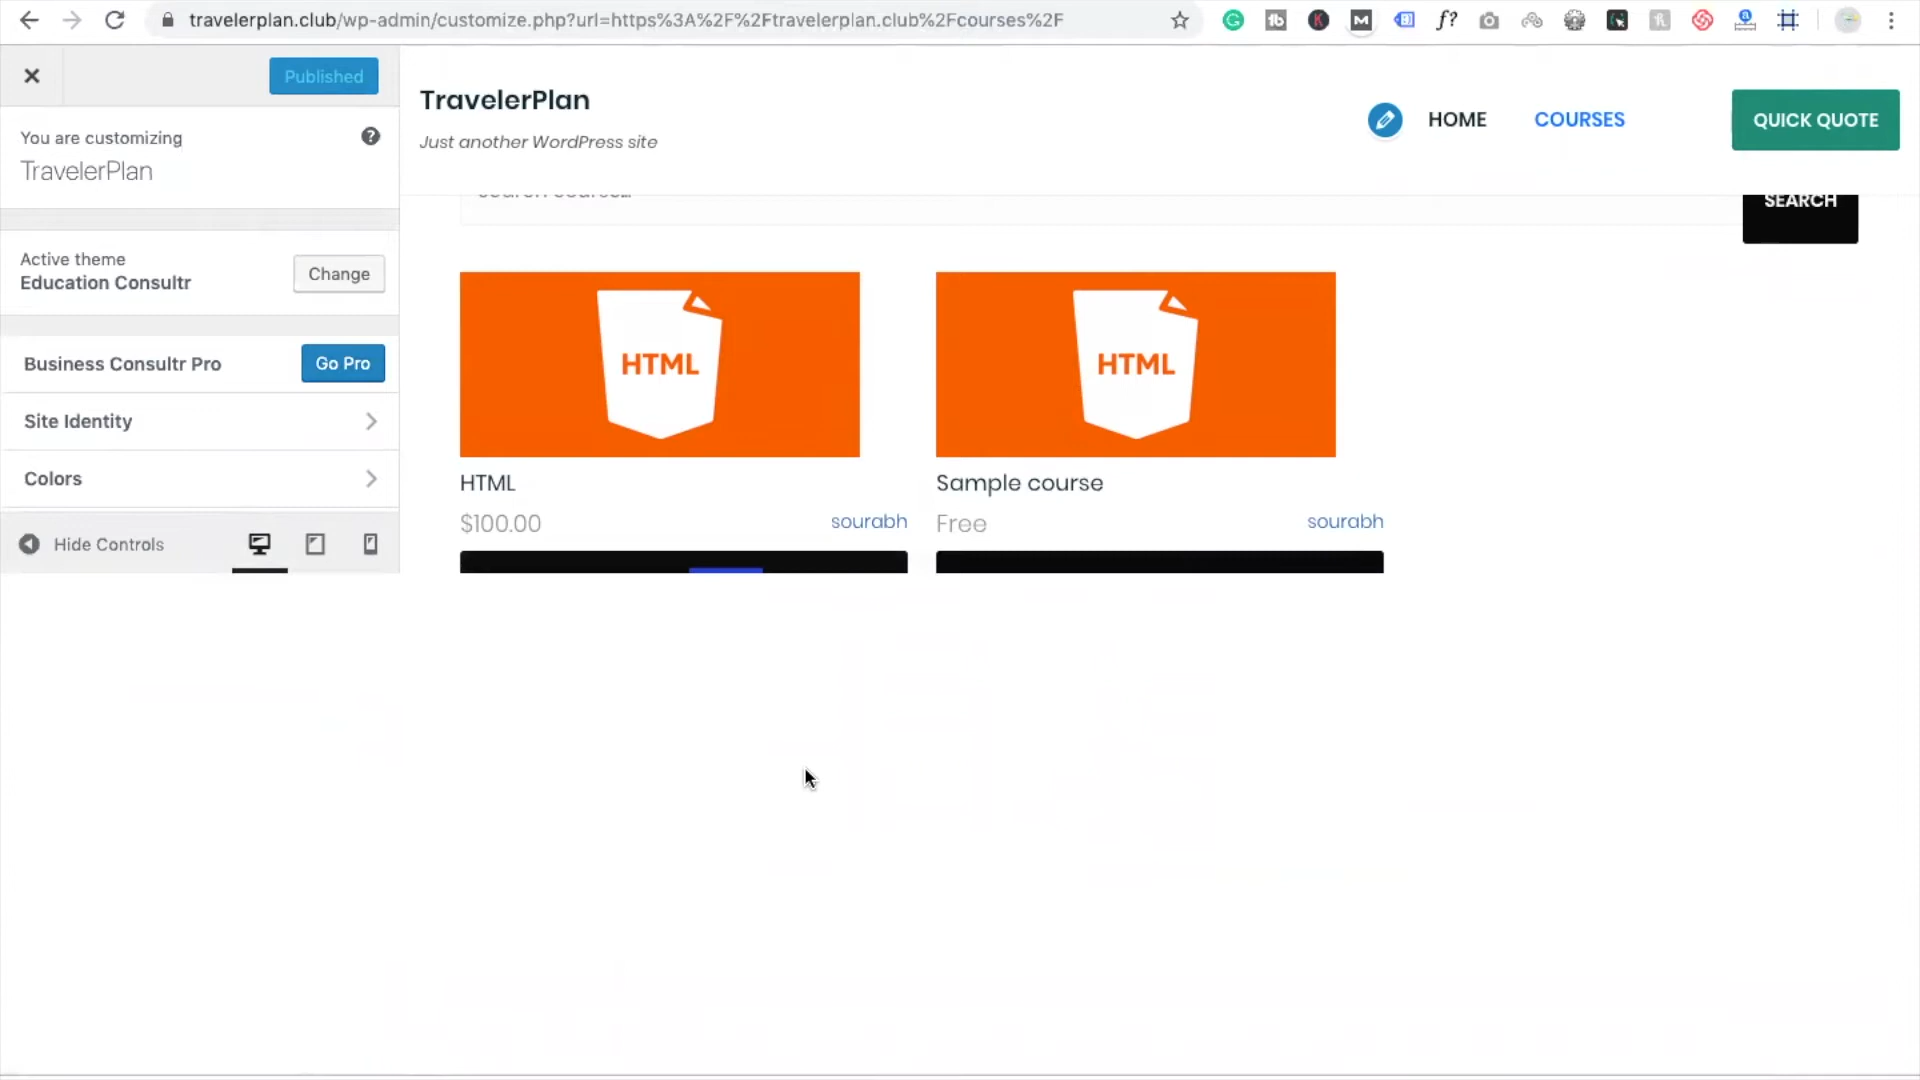 travelerplan.club/wp-admin/customize.php?url=https%3A%2F%2Ftravelerplan.club%2Fcourses%2F
Published
You are customizing
TravelerPlan
Active theme
Education Consultr
Change
Business Consultr Pro
Go Pro
Site Identity
Colors
Hide Controls
TravelerPlan
Just another WordPress site
HOME
COURSES
QUICK QUOTE
SEARCH
HTML
HTML
HTML
Sample course
$100.00
sourabh
Free
sourabh